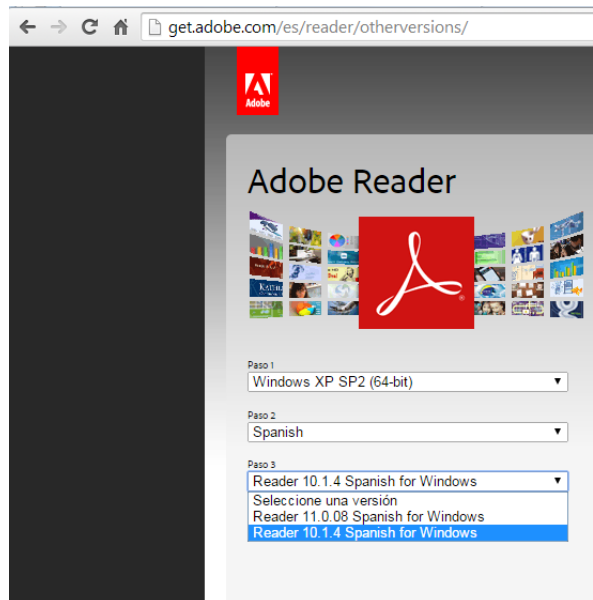 get.adobe.com/es/reader/otherversions/
Adobe
Adobe Reader
Paso 1
Windows XP SP2 (64-bit)
Paso 2
Spanish
Paso 3
Reader 10.1.4 Spanish for Windows
Seleccione una versión
Reader 11.0.08 Spanish for Windows
Reader 10.1.4 Spanish for Windows